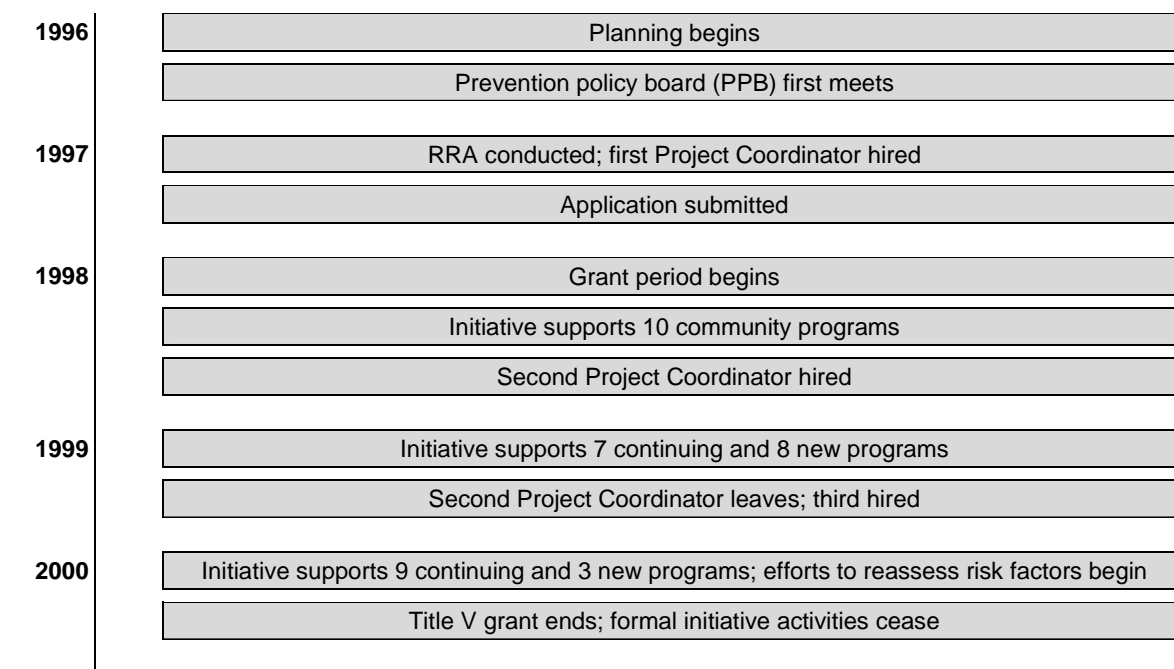 1996
Planning begins
Prevention policy board (PPB) first meets
1997
RRA conducted; first Project Coordinator hired
Application submitted
1998
Grant period begins
Initiative supports 10 community programs
Second Project Coordinator hired
1999
Initiative supports 7 continuing and 8 new programs
Second Project Coordinator leaves; third hired
2000
Initiative supports 9 continuing and 3 new programs; efforts to reassess risk factors begin
Title V grant ends; formal initiative activities cease